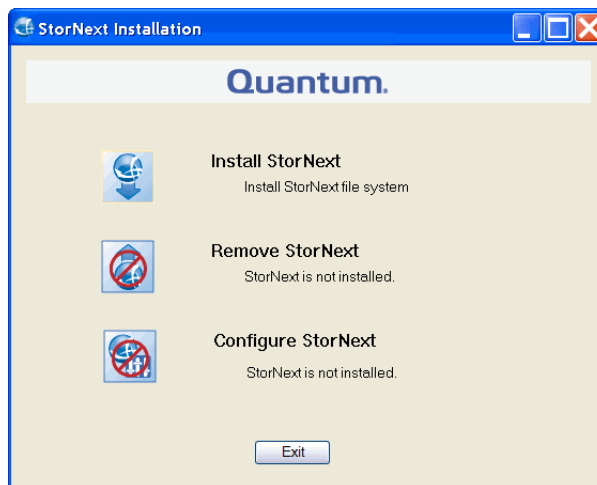 StorNext Installation
Quantum.
Install StorNext
Install StorNext file system
Remove StorNext
StorNext is not installed.
Configure StorNext
StorNext is not installed.
Exit